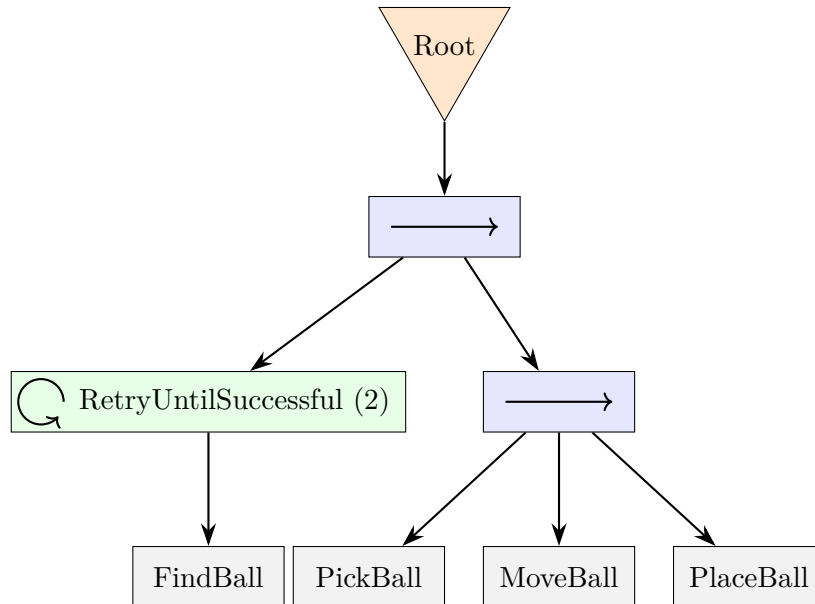 Root
RetryUntilSuccessful (2)
FindBall
PickBall
MoveBall
PlaceBall